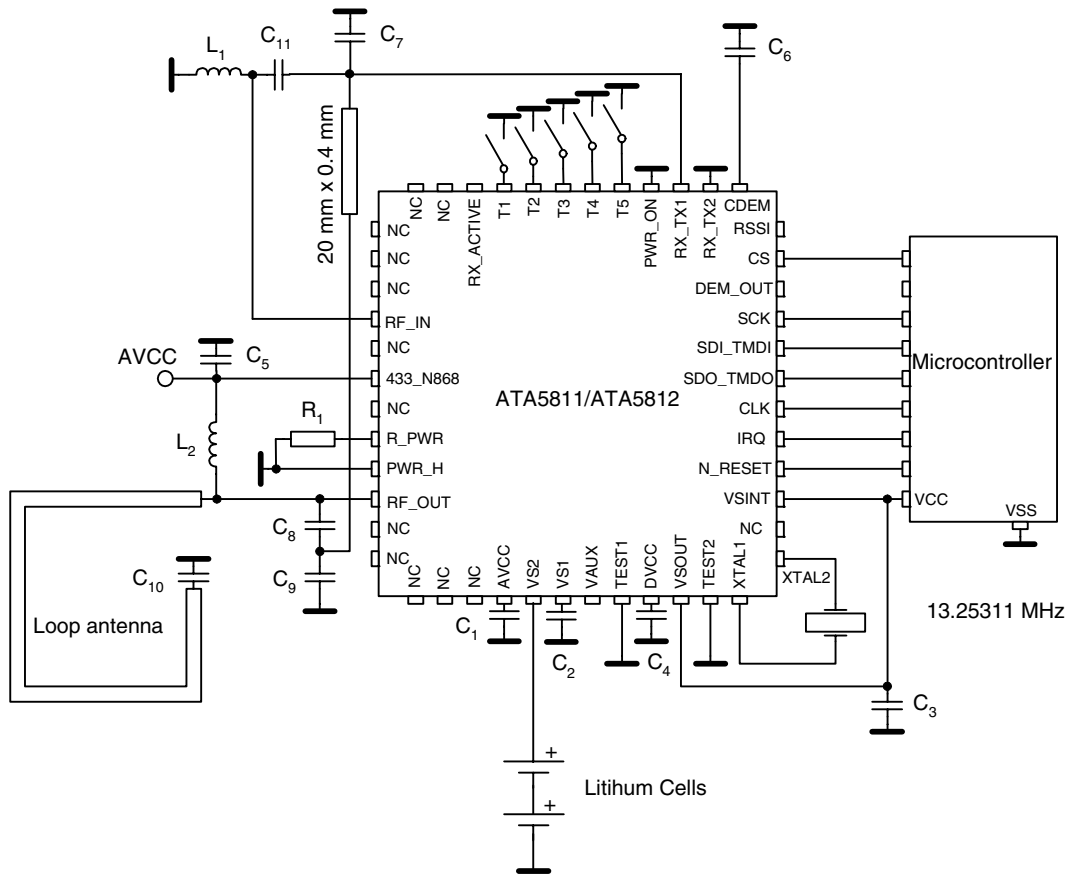 C7
C11
L1
C6
20 mm x 0.4 mm
NC
NC
RX_ACTIVE
T1
T2
T3
T4
T5
PWR_ON
RX_TX1
RX_TX2
CDEM
NC
NC
NC
RF_IN
NC
433_N868
NC
R_PWR
PWR_H
RF_OUT
NC
NC
RSSI
CS
DEM_OUT
SCK
SDI_TMDI
SDO_TMDO
CLK
IRQ
N_RESET
VSINT
NC
XTAL2
ATA5811/ATA5812
Microcontroller
VCC
VSS
AVCC
C5
R1
L2
C8
C9
C10
Loop antenna
NC
NC
NC
AVCC
VS2
VS1
VAUX
TEST1
DVCC
VSOUT
TEST2
XTAL1
C1
C2
C4
13.25311 MHz
C3
+
Litihum Cells
+